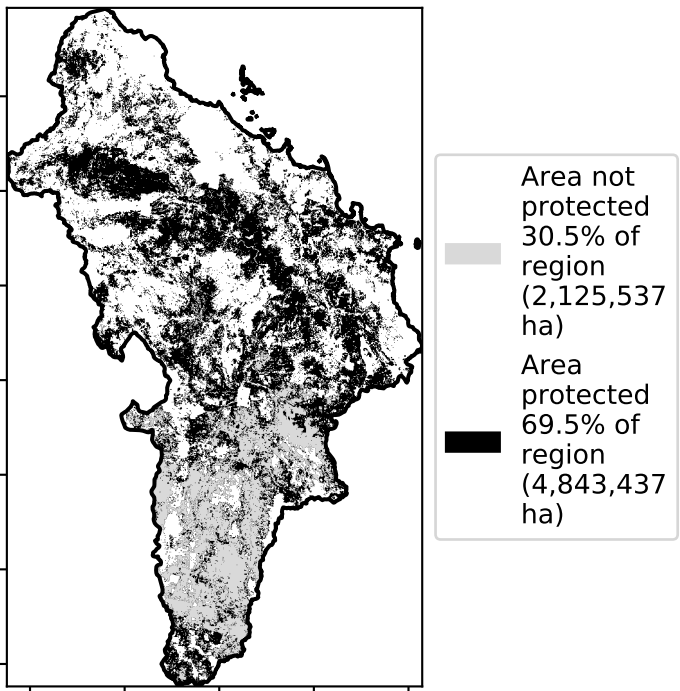 Area not
protected
30.5% of
region
(2,125,537
ha)
Area
protected
69.5% of
region
(4,843,437
ha)